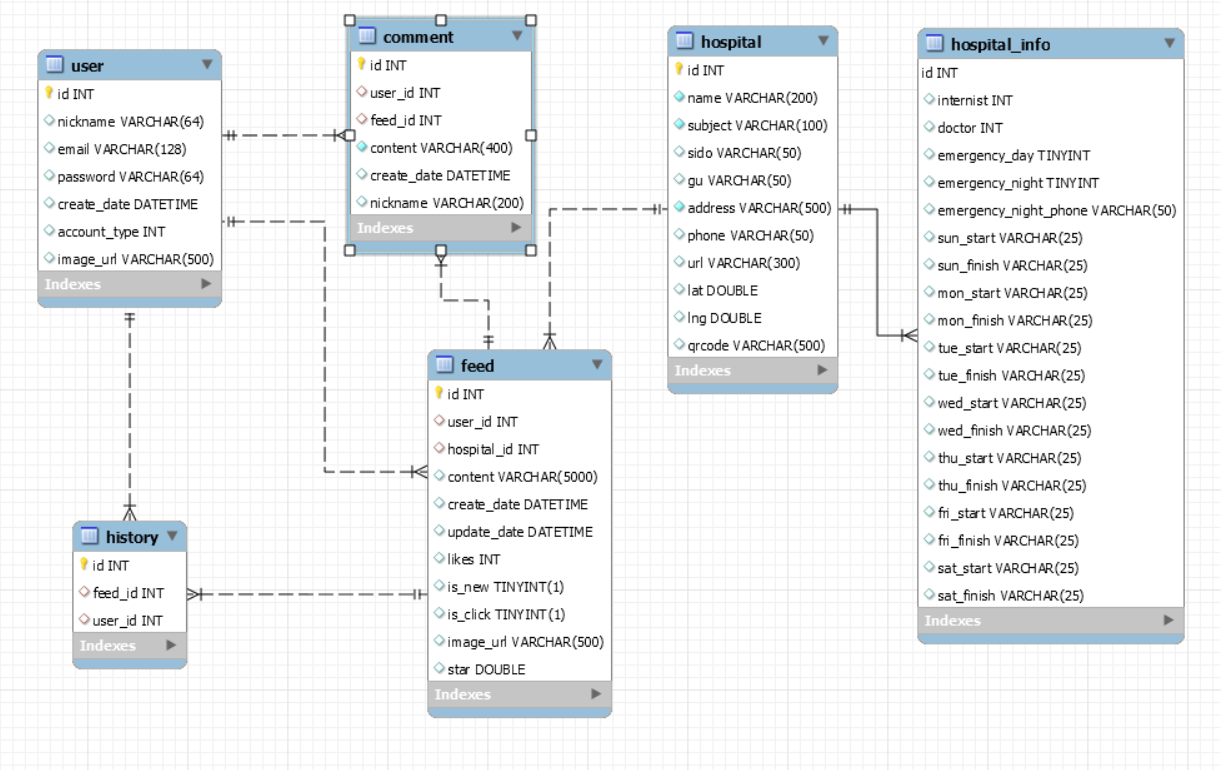 user
id INT
nickname VARCHAR(64)
email VARCHAR(128)
password VARCHAR(64)
create_date DATETIME
account_type INT
image_url VARCHAR(500)
Indexes
comment
id INT
user_id INT
feed_id INT
content VARCHAR(400)
create_date DATETIME
nickname VARCHAR(200)
Indexes
hospital
id INT
name VARCHAR(200)
subject VARCHAR(100)
sido VARCHAR(50)
gu VARCHAR(50)
address VARCHAR(500)
phone VARCHAR(50)
url VARCHAR(300)
lat DOUBLE
lng DOUBLE
qrcode VARCHAR(500)
Indexes
hospital_info
id INT
internist INT
doctor INT
emergency_day TINYINT
emergency_night TINYINT
emergency_night_phone VARCHAR(50)
sun_start VARCHAR(25)
sun_finish VARCHAR(25)
mon_start VARCHAR(25)
mon_finish VARCHAR(25)
tue_start VARCHAR(25)
tue_finish VARCHAR(25)
wed_start VARCHAR(25)
wed_finish VARCHAR(25)
thu_start VARCHAR(25)
thu_finish VARCHAR(25)
fri_start VARCHAR(25)
fri_finish VARCHAR(25)
sat_start VARCHAR(25)
sat_finish VARCHAR(25)
Indexes
feed
id INT
user_id INT
hospital_id INT
content VARCHAR(5000)
create_date DATETIME
update_date DATETIME
likes INT
is_new TINYINT(1)
is_click TINYINT(1)
image_url VARCHAR(500)
star DOUBLE
Indexes
history
id INT
feed_id INT
user_id INT
Indexes